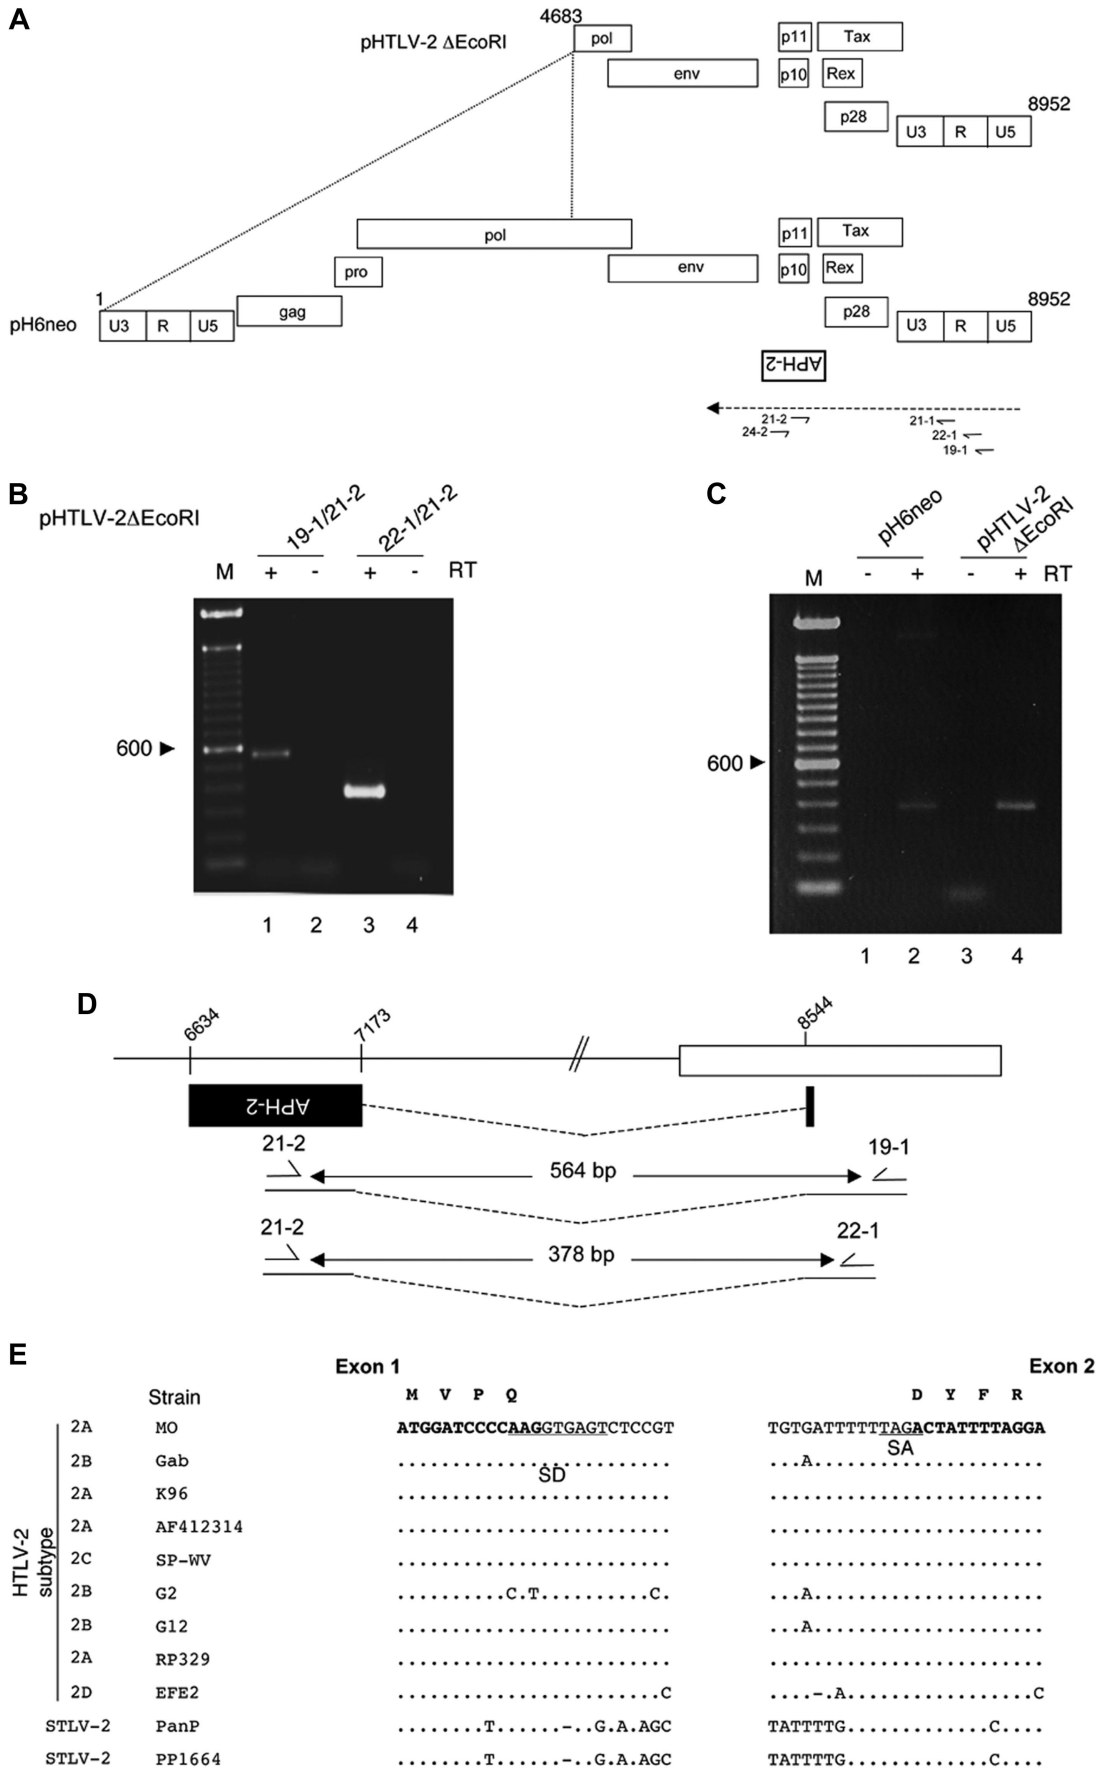 A
4683
pHTLV-2 ΔEcoRI
pol
p11
Tax
env
p10
Rex
p28
8952
U3 R U5
pol
p11
Tax
pro
env
p10
Rex
1
8952
pH6neo
U3 R U5
gag
p28
U3 R U5
APH-2
21-2
21-1
24-2
22-1
19-1
B
pHTLV-2ΔEcoRI
19-1/21-2
22-1/21-2
M + - + - RT
600
1 2 3 4
C
pH6neo
pHTLV-2
ΔEcoRI
M - + - + RT
600
1 2 3 4
D
6634
7173
8544
APH-2
21-2
564 bp
19-1
21-2
378 bp
22-1
E
Exon 1
Exon 2
Strain
M V P Q
D Y F R
HTLV-2
subtype
2A MO ATGGATCCCCAAGGTGAGTCTCCGT TGTGATTTTTTAGACTATTTTAGGA
SD
SA
2B Gab ......................... ...A.....................
2A K96 ......................... .........................
2A AF412314 ......................... .........................
2C SP-WV ......................... .........................
2B G2 ..........C.T..........C. ...A.....................
2B G12 ......................... ...A.....................
2A RP329 ......................... .........................
2D EFE2 ........................C ....-.A.................C
STLV-2 PanP ........T......-..G.A.AGC TATTTTG.............C....
STLV-2 PP1664 ........T......-..G.A.AGC TATTTTG.............C....